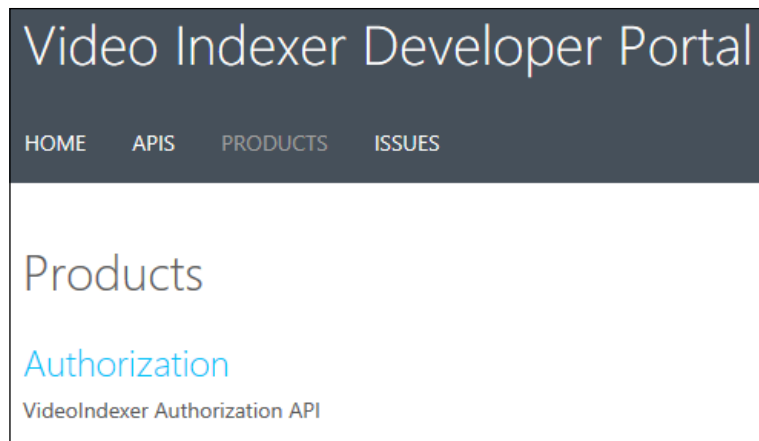 Video Indexer Developer Portal
HOME APIS PRODUCTS ISSUES
Products
Authorization
VideoIndexer Authorization API